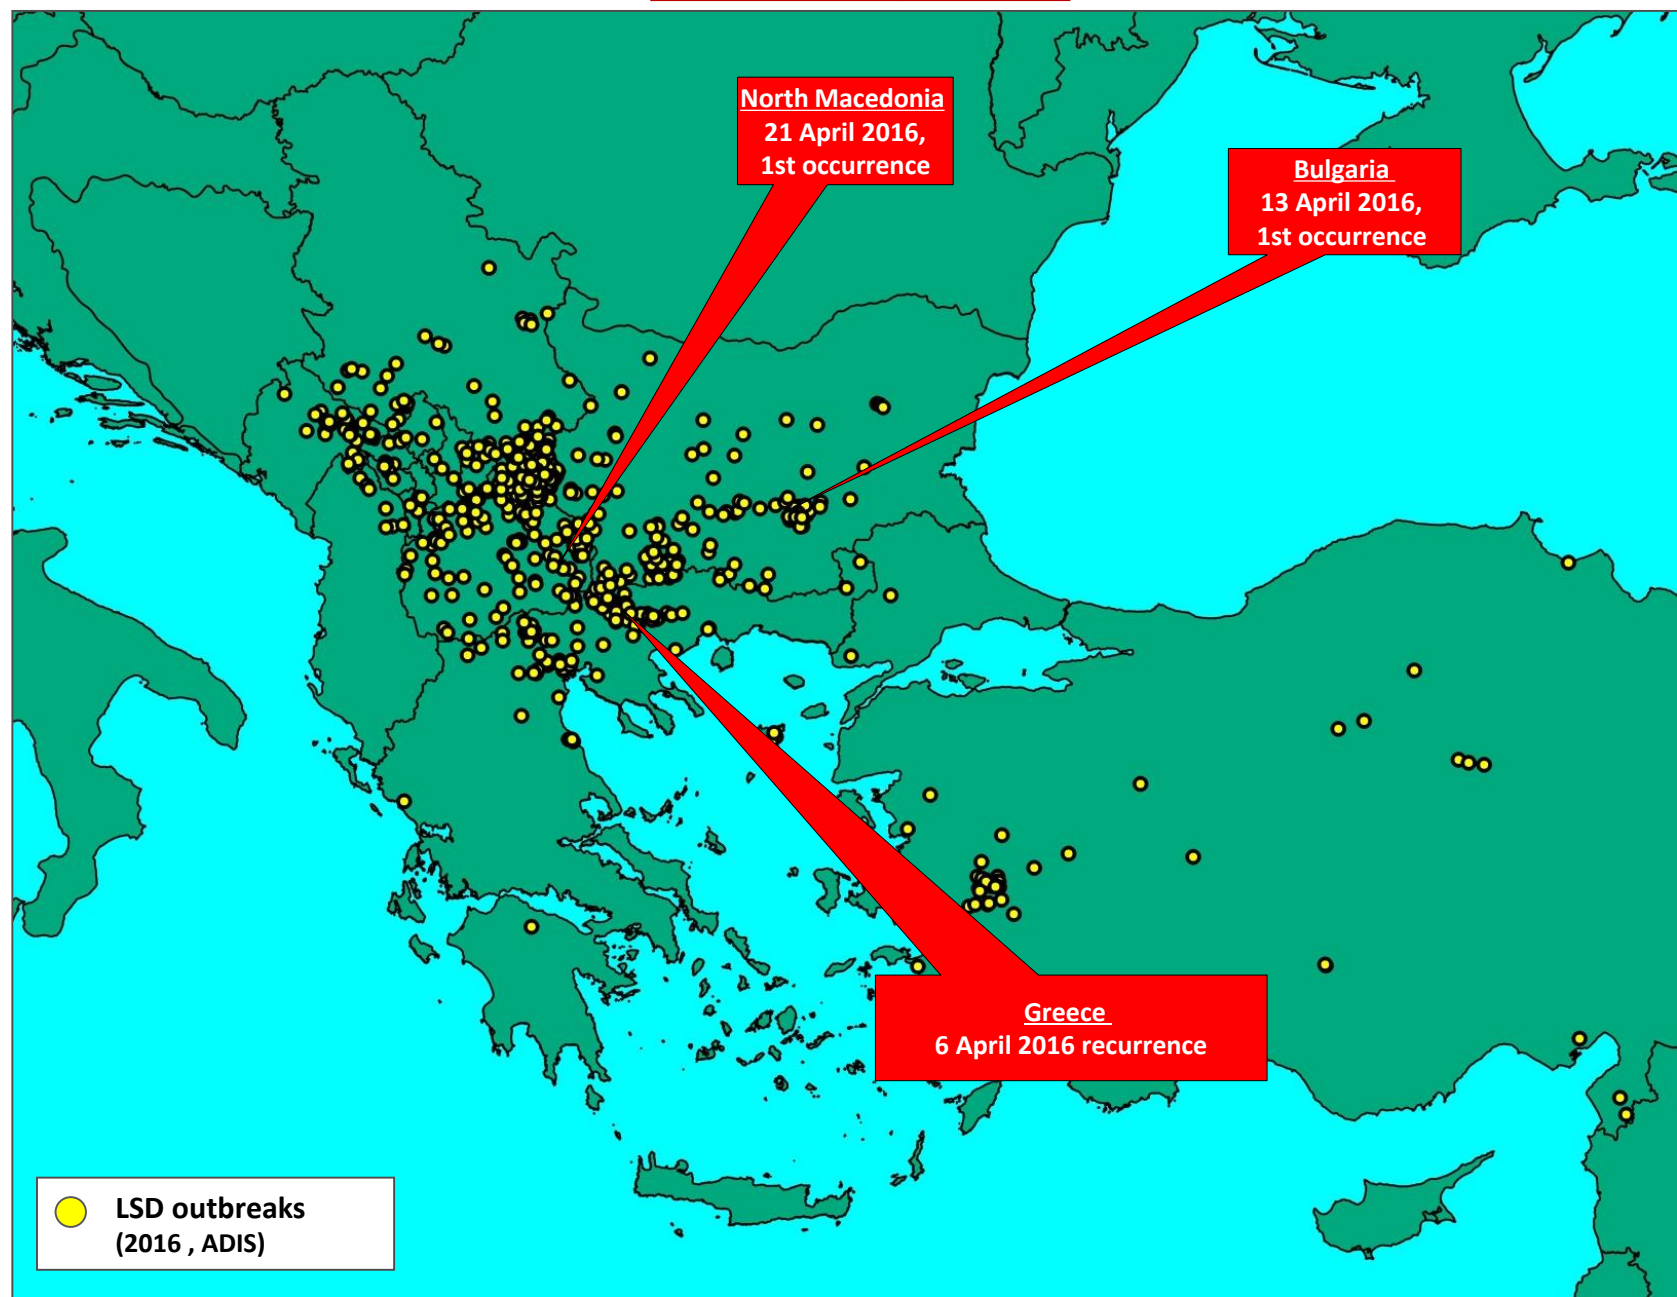 North Macedonia
21 April 2016,
1st occurrence
Bulgaria
13 April 2016,
1st occurrence
Greece
6 April 2016 recurrence
LSD outbreaks
(2016 , ADIS)